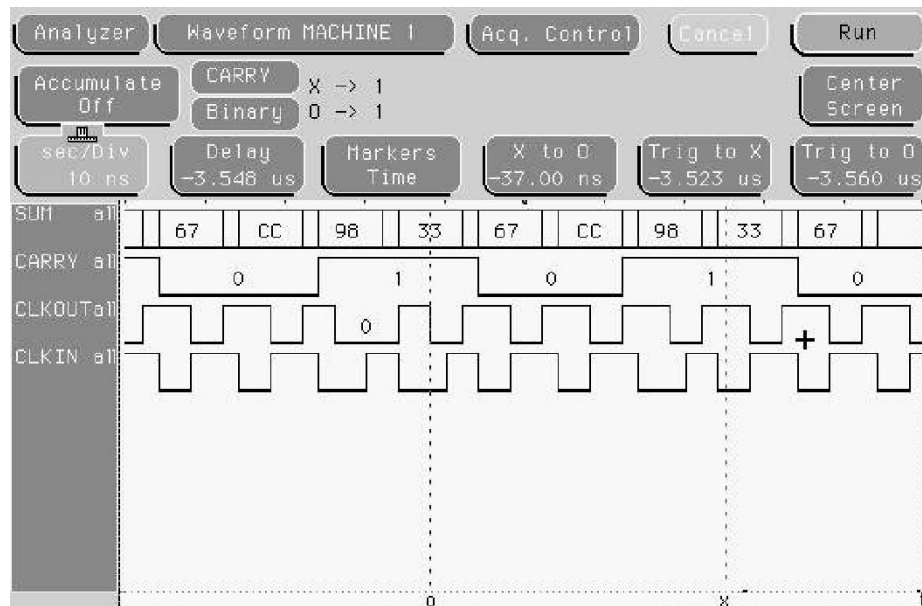 Analyzer Waveform MACHINE 1 Acq. Control Cancel Run
Accumulate Off CARRY X -> 1 Center Screen
Binary O -> 1
sec/Div 10 ns Delay -3.548 us Markers Time X to O -37.00 ns Trig to X -3.523 us Trig to O -3.560 us
SUM all 67 CC 98 33 67 CC 98 33 67
CARRY all 0 1 0 1 0
CLKOUT all 0
CLKIN all
O X